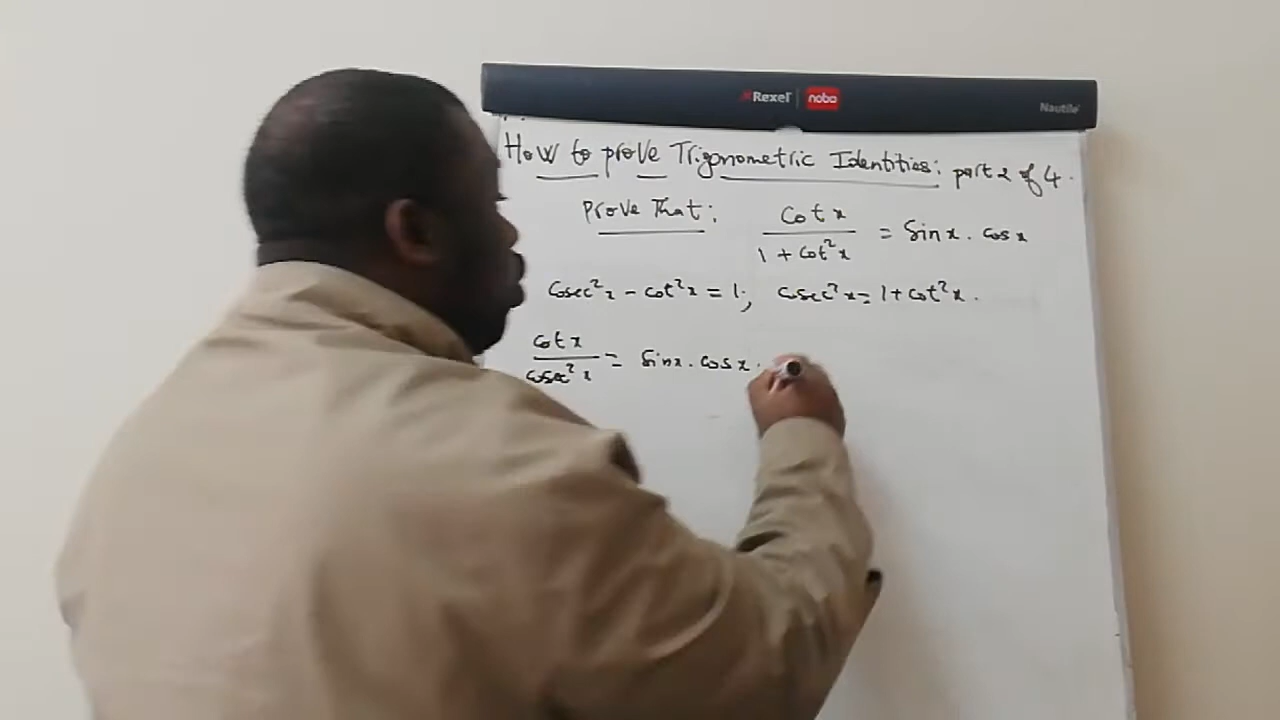 Rexel nobo
Nautile
How to prove Trigonometric Identities: part 2 of 4.
Prove That: Cot x / 1 + cot²x = Sin x . cos x
Cosec²x - cot²x = 1; cosec²x = 1 + cot²x.
cot x / cosec²x = Sin x . cos x .